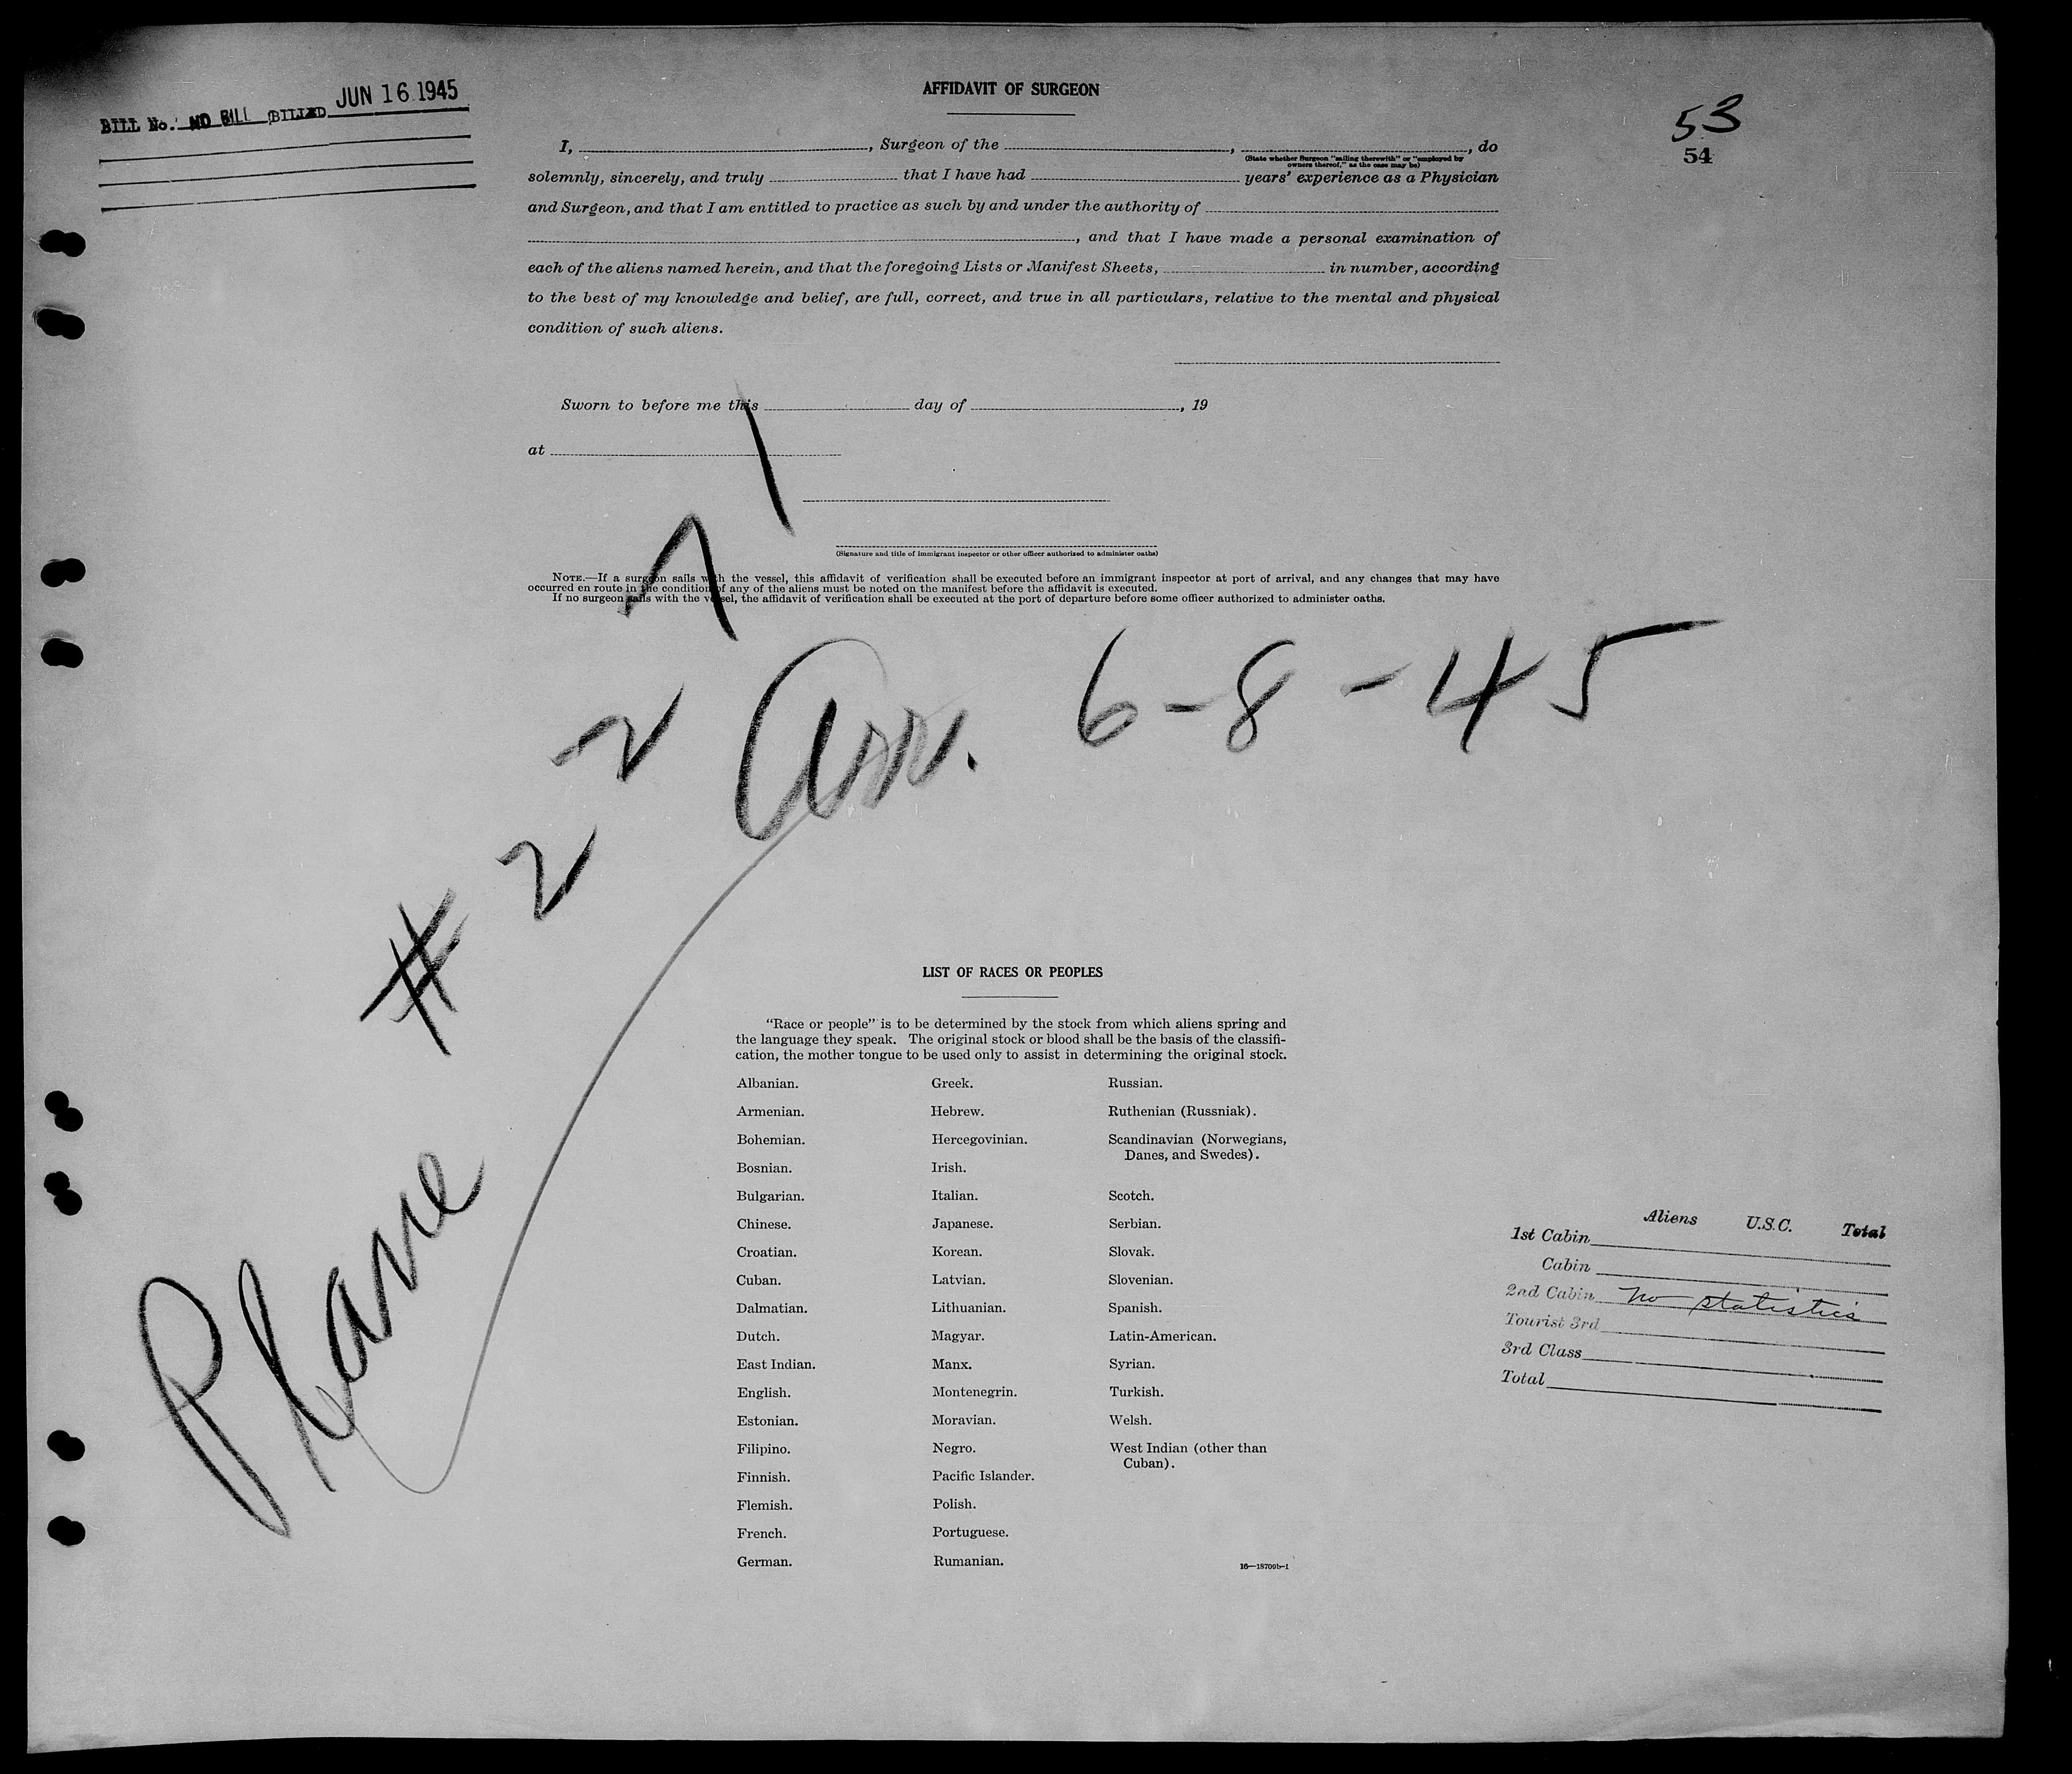 BILL No. NO BILL BILLED JUN 16 1945
53
54
AFFIDAVIT OF SURGEON
I, , Surgeon of the , , do
(State whether Surgeon "sailing therewith" or "employed by
owners thereof," as the case may be)
solemnly, sincerely, and truly that I have had years' experience as a Physician
and Surgeon, and that I am entitled to practice as such by and under the authority of
, and that I have made a personal examination of
each of the aliens named herein, and that the foregoing Lists or Manifest Sheets, in number, according
to the best of my knowledge and belief, are full, correct, and true in all particulars, relative to the mental and physical
condition of such aliens.
Sworn to before me this day of , 19
at
(Signature and title of immigrant inspector or other officer authorized to administer oaths)
NOTE.—If a surgeon sails with the vessel, this affidavit of verification shall be executed before an immigrant inspector at port of arrival, and any changes that may have
occurred en route in the condition of any of the aliens must be noted on the manifest before the affidavit is executed.
If no surgeon sails with the vessel, the affidavit of verification shall be executed at the port of departure before some officer authorized to administer oaths.
Plane # 2271
Arr. 6-8-45
LIST OF RACES OR PEOPLES
"Race or people" is to be determined by the stock from which aliens spring and
the language they speak. The original stock or blood shall be the basis of the classifi-
cation, the mother tongue to be used only to assist in determining the original stock.
Albanian.
Armenian.
Bohemian.
Bosnian.
Bulgarian.
Chinese.
Croatian.
Cuban.
Dalmatian.
Dutch.
East Indian.
English.
Estonian.
Filipino.
Finnish.
Flemish.
French.
German.
Greek.
Hebrew.
Hercegovinian.
Irish.
Italian.
Japanese.
Korean.
Latvian.
Lithuanian.
Magyar.
Manx.
Montenegrin.
Moravian.
Negro.
Pacific Islander.
Polish.
Portuguese.
Rumanian.
Russian.
Ruthenian (Russniak).
Scandinavian (Norwegians,
Danes, and Swedes).
Scotch.
Serbian.
Slovak.
Slovenian.
Spanish.
Latin-American.
Syrian.
Turkish.
Welsh.
West Indian (other than
Cuban).
16—18709b-1
Aliens U.S.C. Total
1st Cabin
Cabin
2nd Cabin No statistics
Tourist 3rd
3rd Class
Total